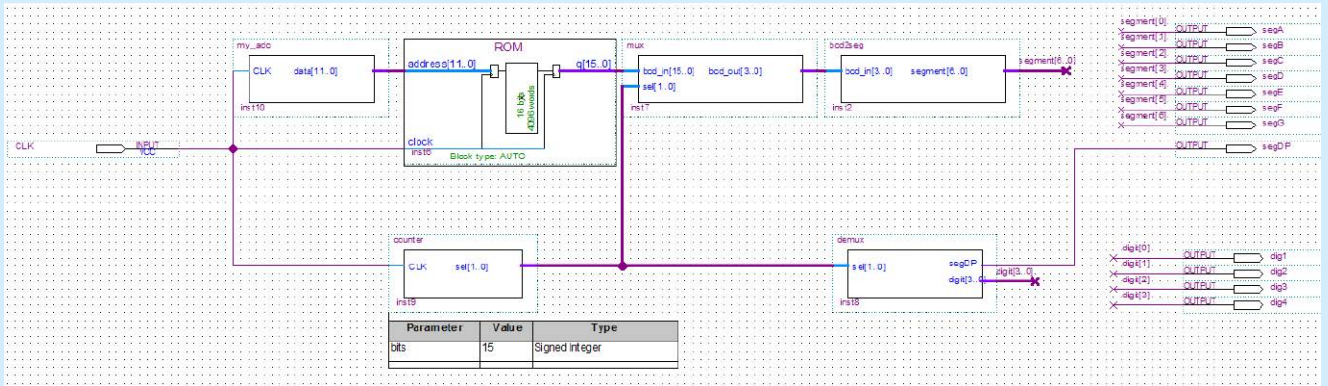 my_adc
CLK data[11..0]
inst10
ROM
address[11..0] q[15..0]
16 bits
4096 words
clock
inst6
Block type: AUTO
mux
bcd_in[15..0] bcd_out[3..0]
sel[1..0]
inst7
bcd2seg
bcd_in[3..0] segment[6..0]
inst2
segment[6..0]
segment[0] OUTPUT segA
segment[1] OUTPUT segB
segment[2] OUTPUT segC
segment[3] OUTPUT segD
segment[4] OUTPUT segE
segment[5] OUTPUT segF
segment[6] OUTPUT segG
OUTPUT segDP
CLK INPUT
VCC
counter
CLK sel[1..0]
inst9
demux
sel[1..0] segDP
digit[3..0]
inst8
digit[3..0]
digit[0] OUTPUT dig1
digit[1] OUTPUT dig2
digit[2] OUTPUT dig3
digit[3] OUTPUT dig4
Parameter Value Type
bits 15 Signed Integer